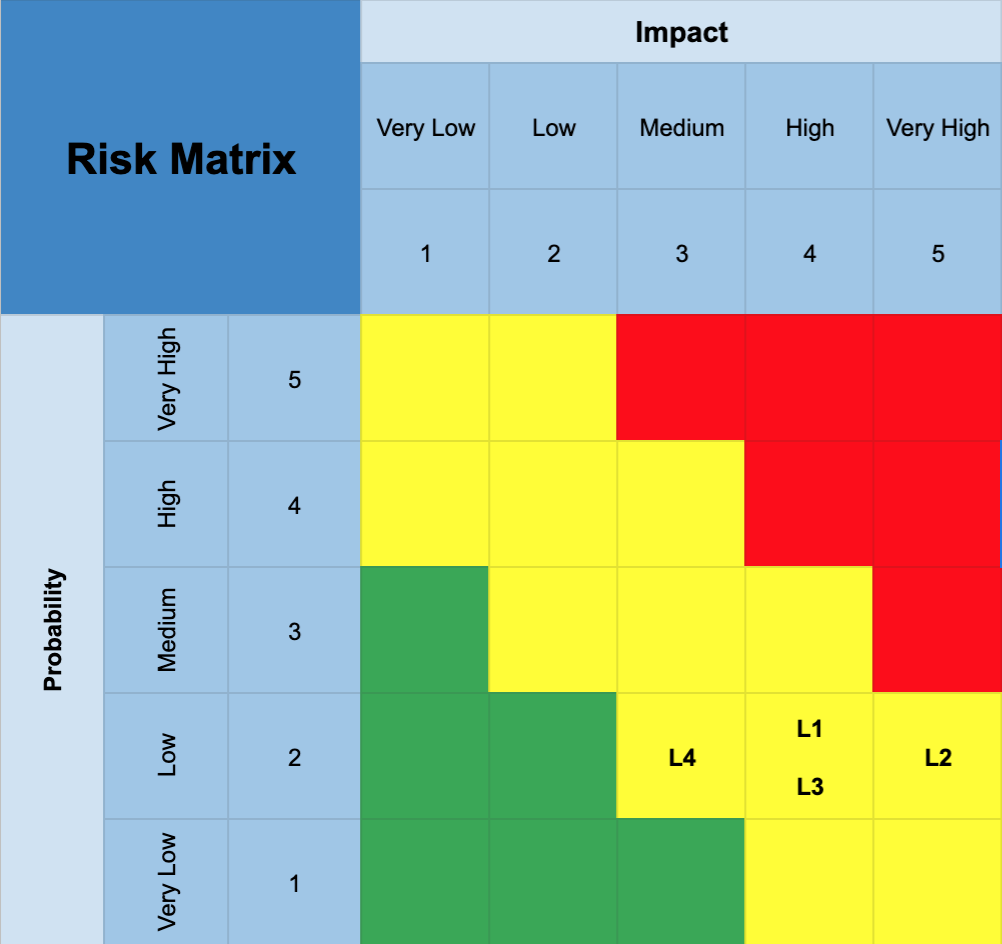 Impact
Risk Matrix
Very Low
Low
Medium
High
Very High
1
2
3
4
5
Probability
Very High
5
High
4
Medium
3
Low
2
L4
L1
L3
L2
Very Low
1